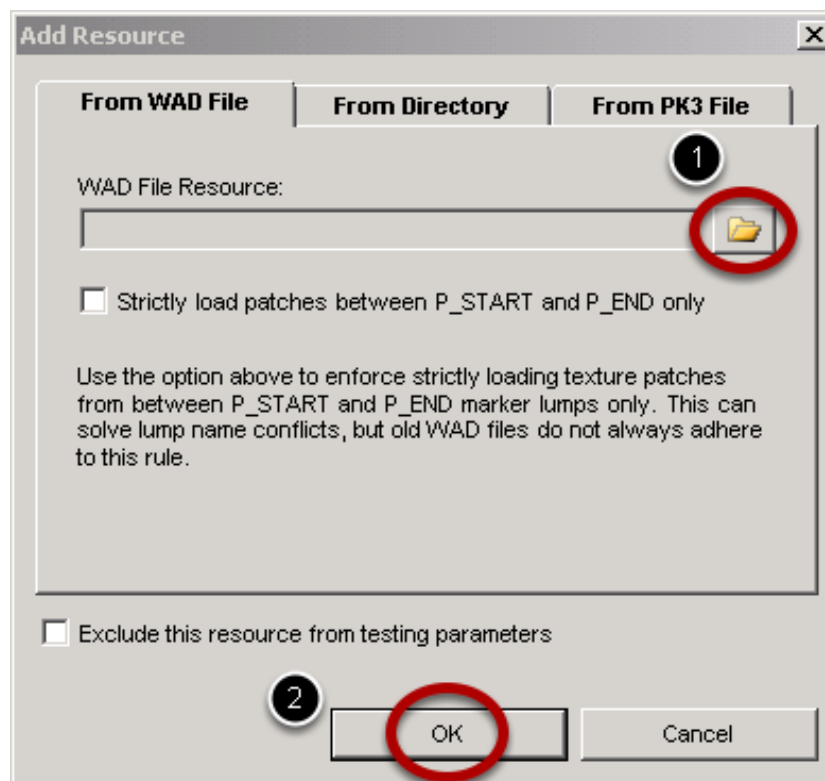 Add Resource
From WAD File
From Directory
From PK3 File
1
WAD File Resource:
Strictly load patches between P_START and P_END only
Use the option above to enforce strictly loading texture patches
from between P_START and P_END marker lumps only. This can
solve lump name conflicts, but old WAD files do not always adhere
to this rule.
Exclude this resource from testing parameters
2
OK
Cancel